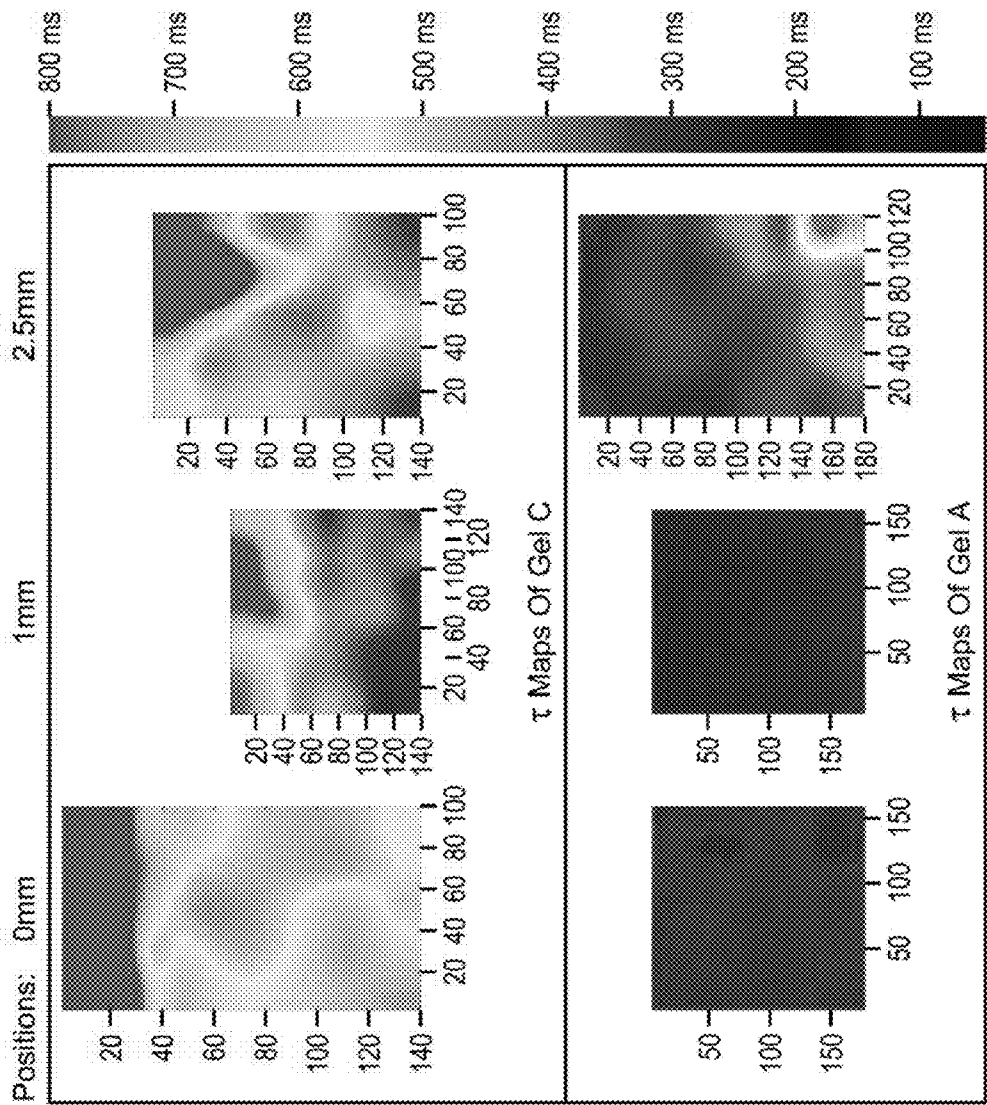 Positions: 0mm 1mm 2.5mm
20
40
60
80
100
120
140
20 40 60 80 100
20
40
60
80
100
120
140
20 60 100 140
40 80 120
20
40
60
80
100
120
140
20 40 60 80 100
τ Maps Of Gel C
50
100
150
50 100 150
50
100
150
50 100 150
20
40
60
80
100
120
140
160
180
20 40 60 80 100 120
τ Maps Of Gel A
800 ms
700 ms
600 ms
500 ms
400 ms
300 ms
200 ms
100 ms